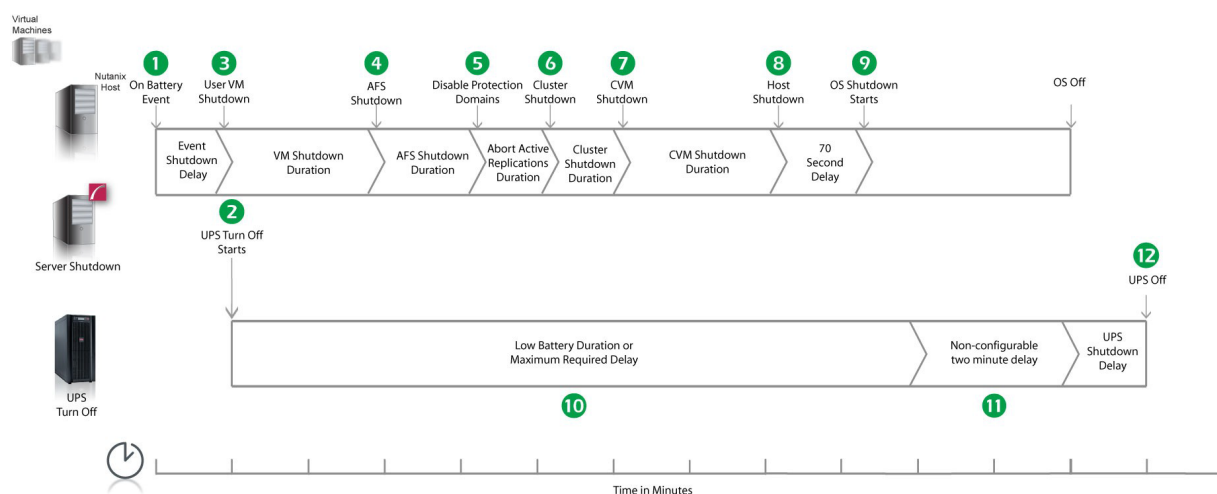 Virtual
Machines
Nutanix
Host
1
On Battery
Event
3
User VM
Shutdown
4
AFS
Shutdown
5
Disable Protection
Domains
6
Cluster
Shutdown
7
CVM
Shutdown
8
Host
Shutdown
9
OS Shutdown
Starts
OS Off
Event
Shutdown
Delay
VM Shutdown
Duration
AFS Shutdown
Duration
Abort Active
Replications
Duration
Cluster
Shutdown
Duration
CVM Shutdown
Duration
70
Second
Delay
Server Shutdown
2
UPS Turn Off
Starts
12
UPS Off
Low Battery Duration or
Maximum Required Delay
Non-configurable
two minute delay
UPS
Shutdown
Delay
UPS
Turn Off
10
11
Time in Minutes